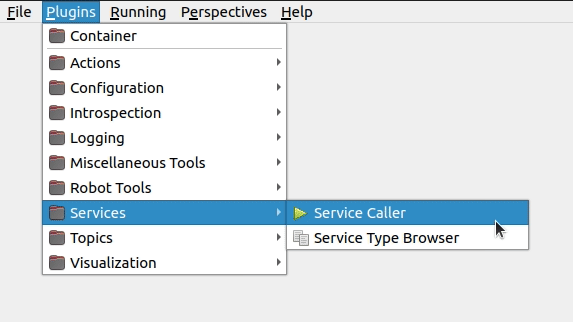 File Plugins Running Perspectives Help
Container
Actions
Configuration
Introspection
Logging
Miscellaneous Tools
Robot Tools
Services
Service Caller
Topics
Service Type Browser
Visualization